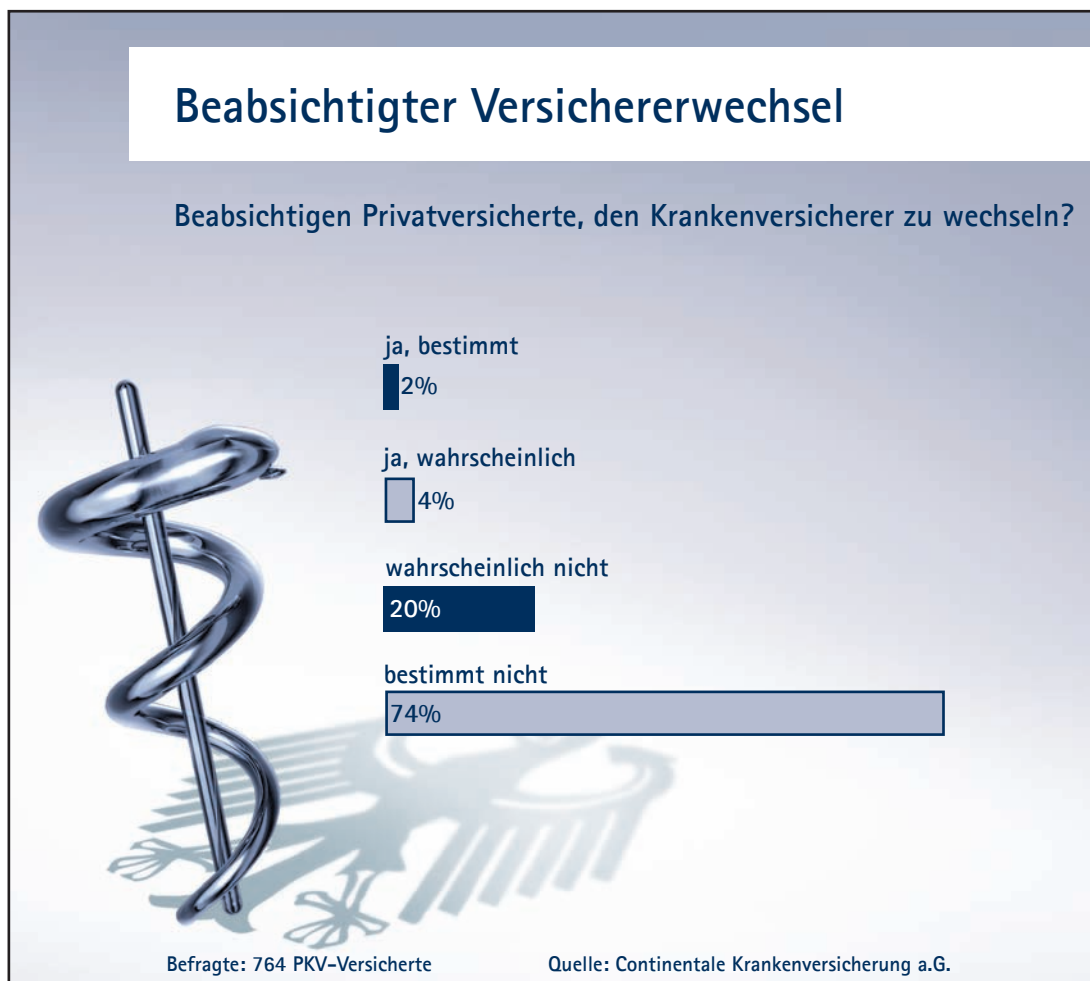 Beabsichtigter Versichererwechsel
Beabsichtigen Privatversicherte, den Krankenversicherer zu wechseln?
ja, bestimmt
2%
ja, wahrscheinlich
4%
wahrscheinlich nicht
20%
bestimmt nicht
74%
Befragte: 764 PKV-Versicherte Quelle: Continentale Krankenversicherung a.G.